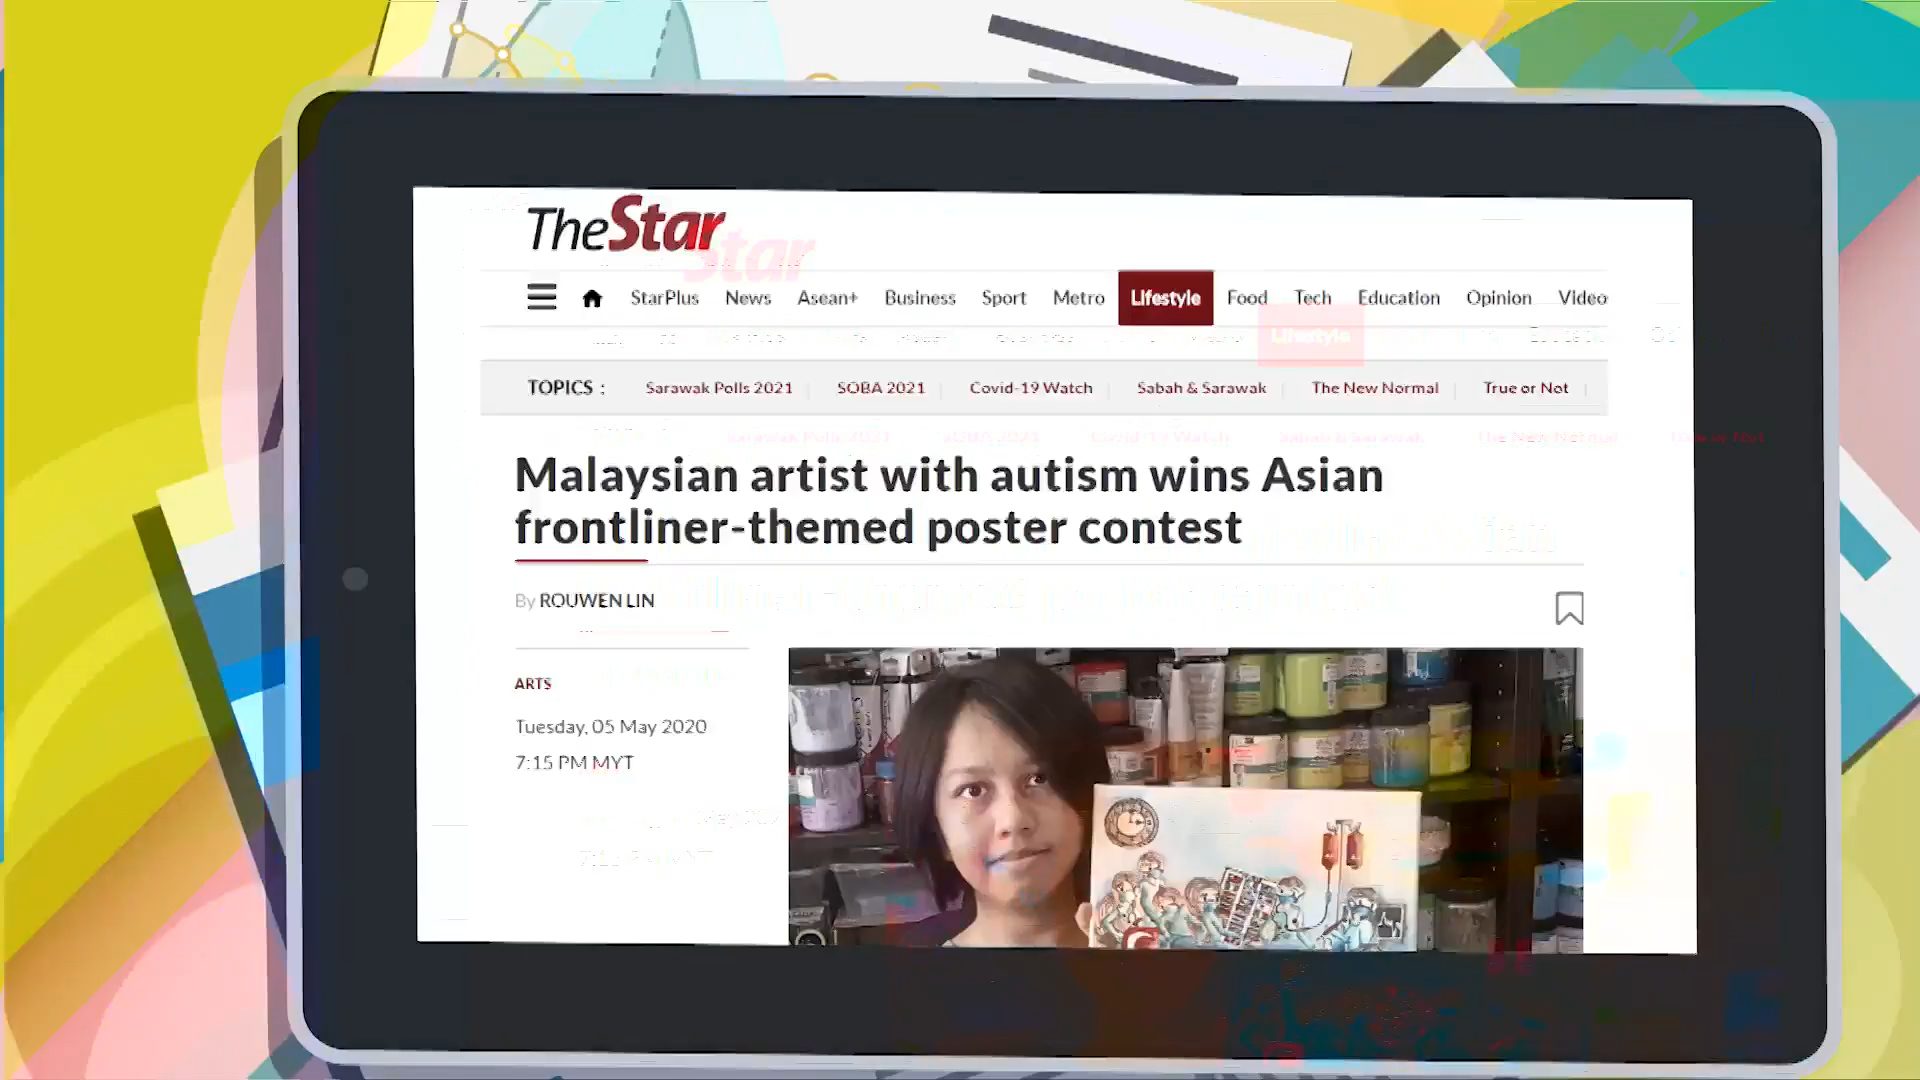 TheStar
StarPlus News Asean+ Business Sport Metro Lifestyle Food Tech Education Opinion Video
TOPICS : Sarawak Polls 2021 SOBA 2021 Covid-19 Watch Sabah & Sarawak The New Normal True or Not
Malaysian artist with autism wins Asian
frontliner-themed poster contest
By ROUWEN LIN
ARTS
Tuesday, 05 May 2020
7:15 PM MYT